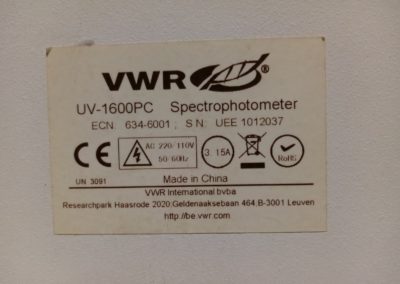 VWR®
UV-1600PC Spectrophotometer
ECN: 634-6001 ; S N: UEE 1012037
CE AC 220/110V 50-60Hz 3. 15A RoHS
UN 3091
Made in China
VWR International bvba
Researchpark Haasrode 2020,Geldenaaksebaan 464,B-3001 Leuven
http://be.vwr.com